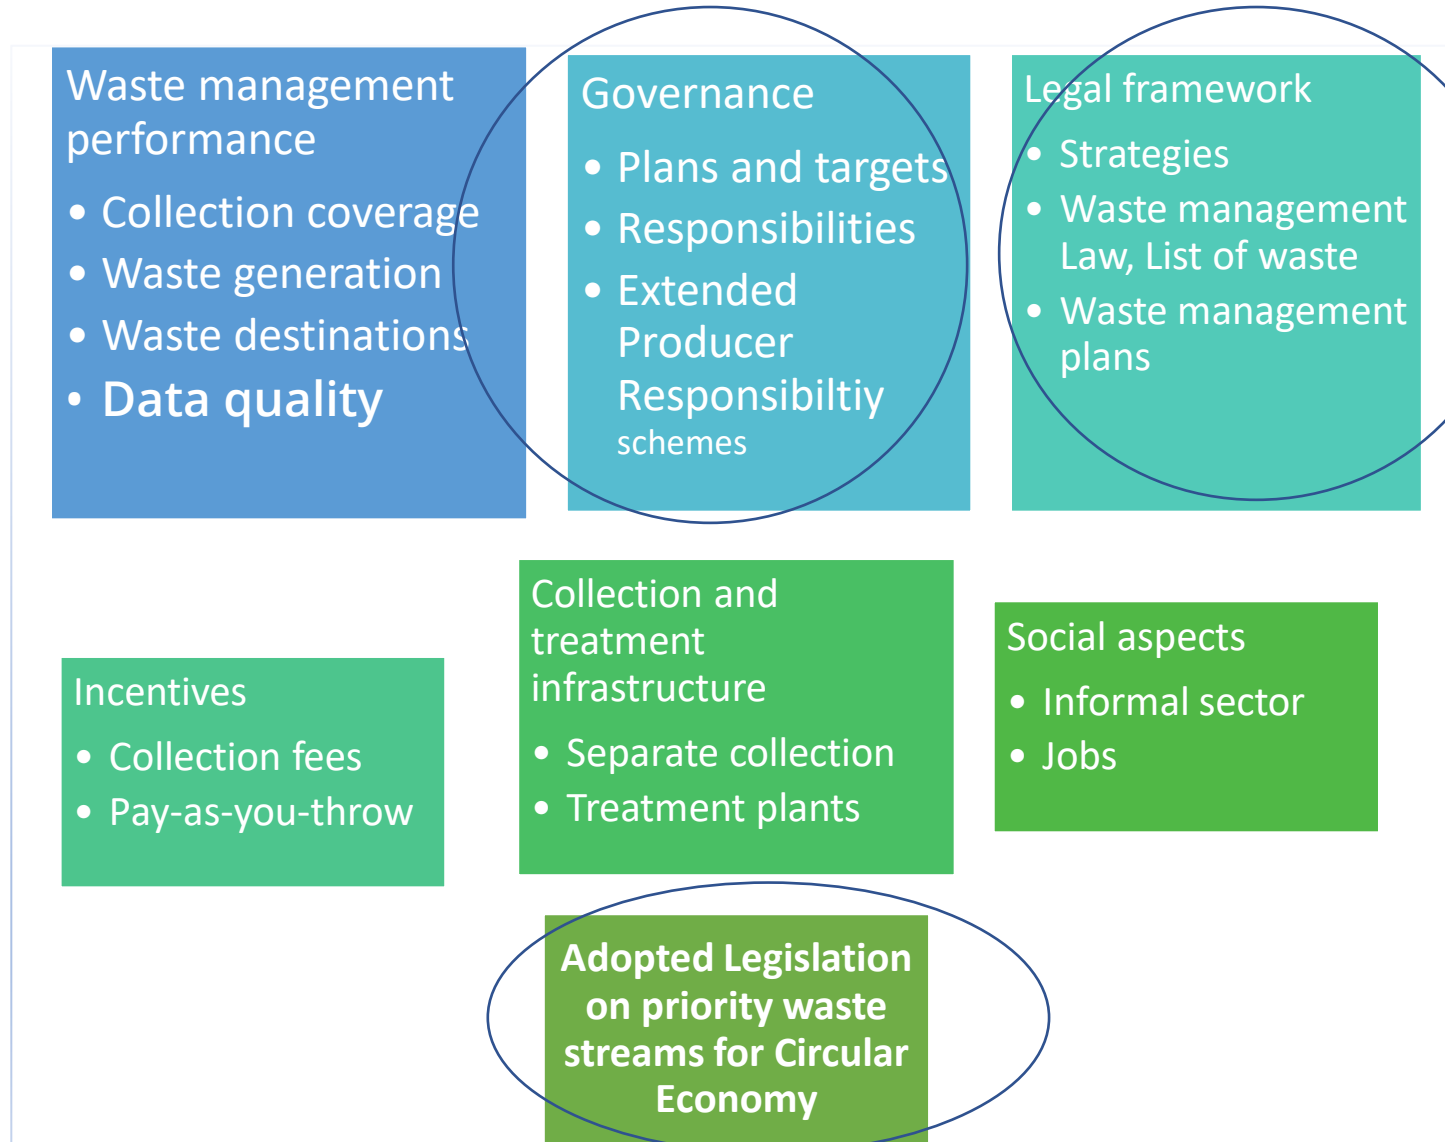 Waste management
performance
• Collection coverage
• Waste generation
• Waste destinations
• Data quality
Governance
• Plans and targets
• Responsibilities
• Extended
Producer
Responsibiltiy
schemes
Legal framework
• Strategies
• Waste management
Law, List of waste
• Waste management
plans
Incentives
• Collection fees
• Pay-as-you-throw
Collection and
treatment
infrastructure
• Separate collection
• Treatment plants
Social aspects
• Informal sector
• Jobs
Adopted Legislation
on priority waste
streams for Circular
Economy